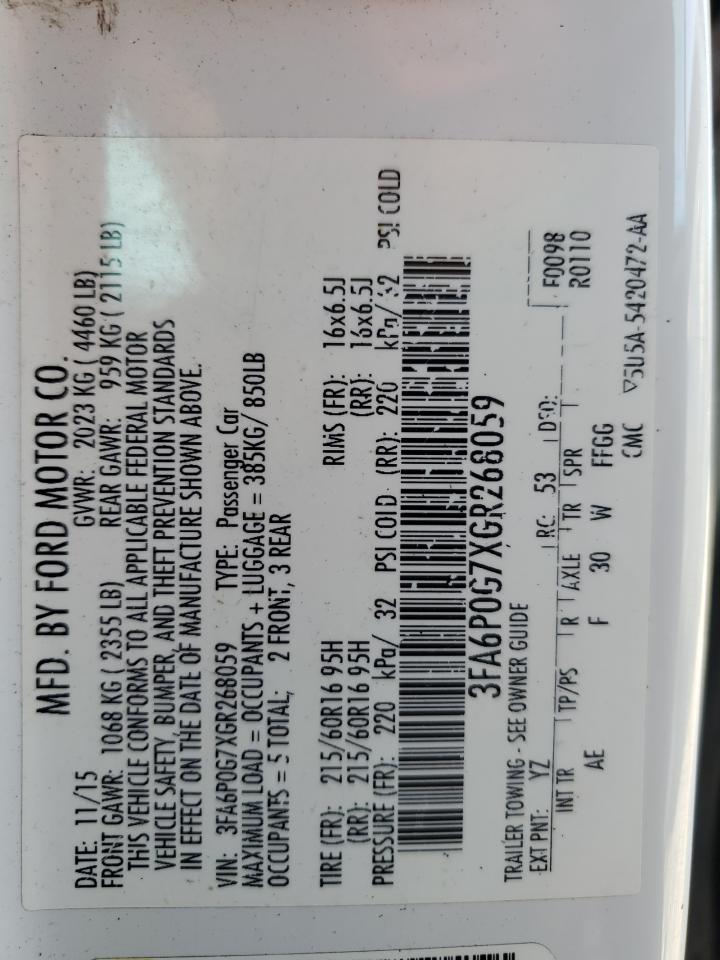 MFD. BY FORD MOTOR CO.
DATE: 11/15 GVWR: 2023 KG ( 4460 LB)
FRONT GAWR: 1068 KG ( 2355 LB) REAR GAWR: 959 KG ( 2115 LB)
THIS VEHICLE CONFORMS TO ALL APPLICABLE FEDERAL MOTOR
VEHICLE SAFETY, BUMPER, AND THEFT PREVENTION STANDARDS
IN EFFECT ON THE DATE OF MANUFACTURE SHOWN ABOVE.
VIN: 3FA6P0G7XGR268059 TYPE: Passenger Car
MAXIMUM LOAD = OCCUPANTS + LUGGAGE = 385KG/ 850LB
OCCUPANTS = 5 TOTAL; 2 FRONT, 3 REAR
TIRE (FR): 215/60R16 95H RIMS (FR): 16x6.5J
(RR): 215/60R16 95H (RR): 16x6.5J
PRESSURE (FR): 220 kPa/ 32 PSI COLD (RR): 220 kPa/ 32 PSI COLD
3FA6P0G7XGR268059
TRAILER TOWING - SEE OWNER GUIDE
EXT PNT: YZ RC: 53 DSO: F0098
INT TR TP/PS R AXLE TR SPR R0110
AE F 30 W FFGG
CMC 5U5A-5420472-AA